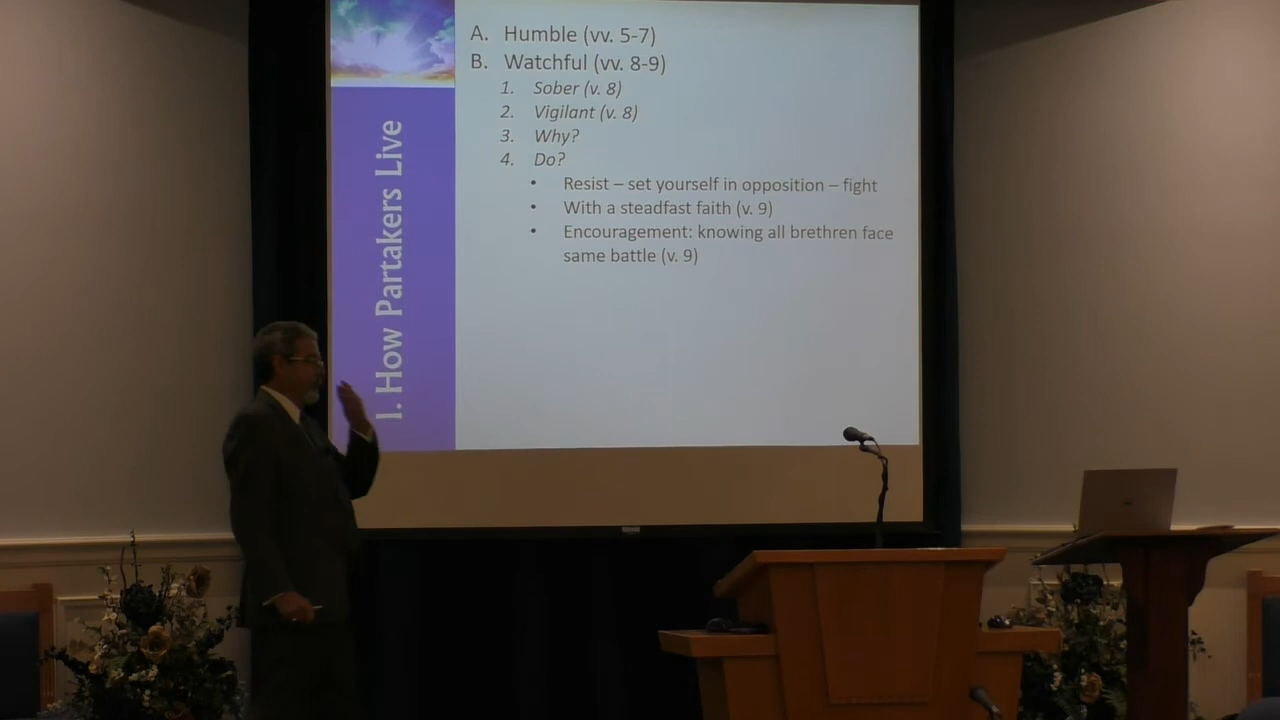 I. How Partakers Live
A. Humble (vv. 5-7)
B. Watchful (vv. 8-9)
1. Sober (v. 8)
2. Vigilant (v. 8)
3. Why?
4. Do?
• Resist – set yourself in opposition – fight
• With a steadfast faith (v. 9)
• Encouragement: knowing all brethren face
same battle (v. 9)